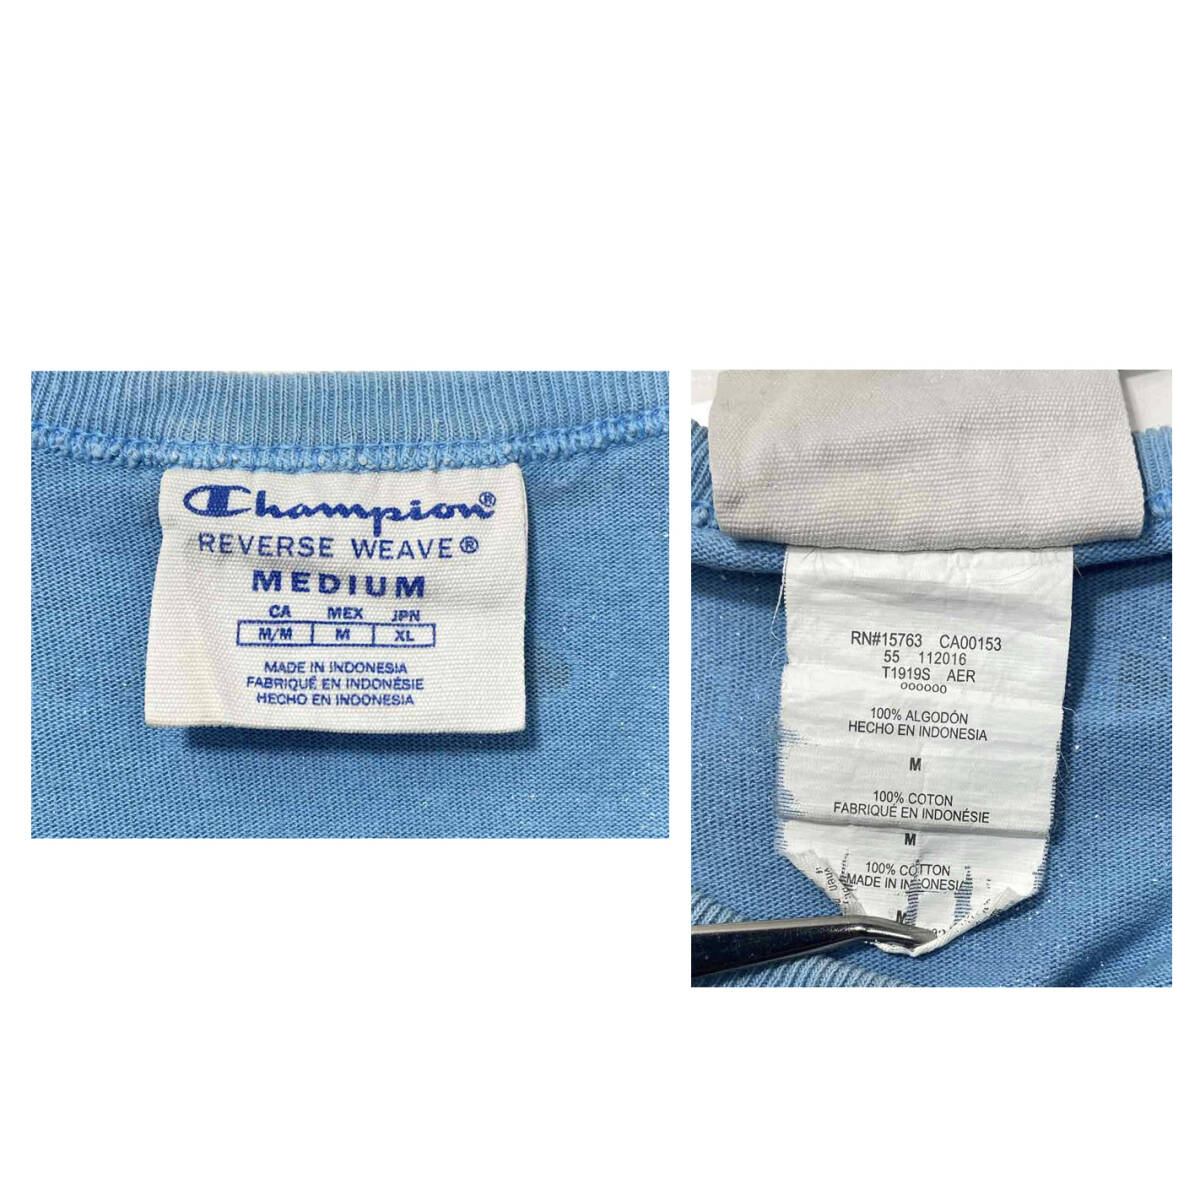 Champion®
REVERSE WEAVE®
MEDIUM
CA MEX JPN
M/M M XL
MADE IN INDONESIA
FABRIQUÉ EN INDONÉSIE
HECHO EN INDONESIA
RN#15763 CA00153
55 112016
T1919S AER
oooooo
100% ALGODÓN
HECHO EN INDONESIA
M
100% COTON
FABRIQUÉ EN INDONÉSIE
M
100% COTTON
MADE IN INDONESIA
M